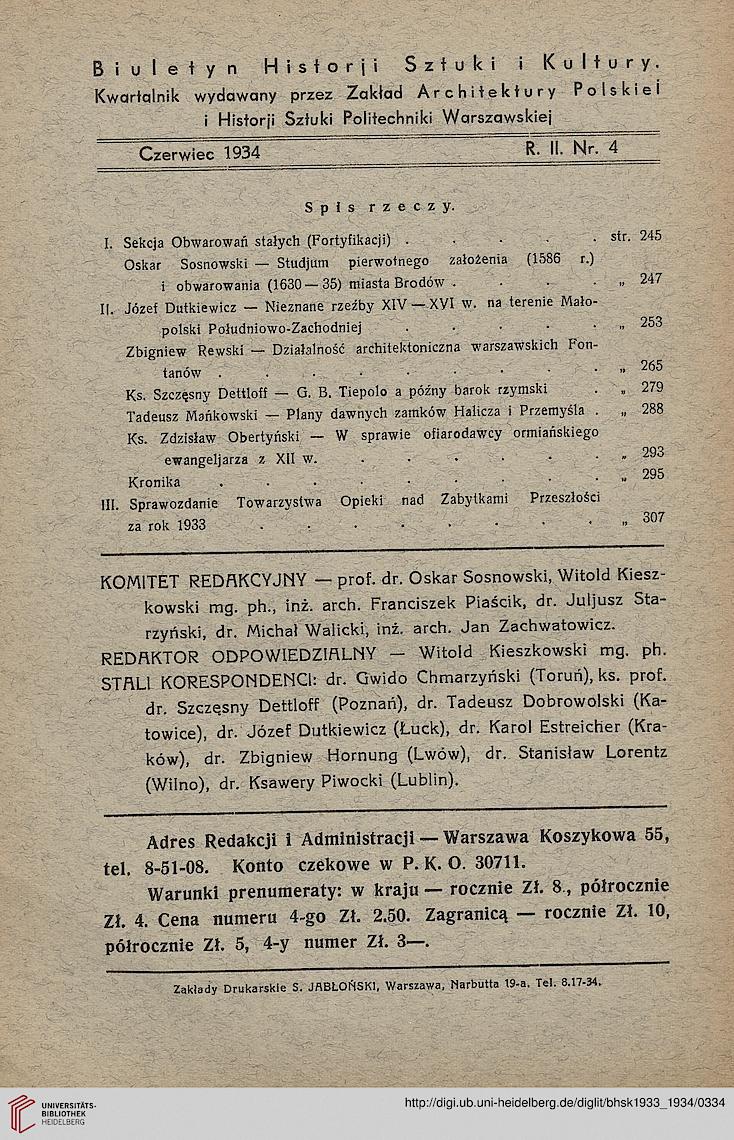 Biuletyn Historji Sztuki i Kultury.
Kwartalnik wydawany przez Zakład Architektury Polskiej
i Historji Sztuki Politechniki Warszawskiej
Czerwiec 1934 R. II. Nr. 4
Spis rzeczy.
I. Sekcja Obwarowań stałych (Fortyfikacji) . . . . . str. 245
Oskar Sosnowski — Studjum pierwotnego założenia (1586 r.)
i obwarowania (1630—35) miasta Brodów . . . . „ 247
II. Józef Dutkiewicz — Nieznane rzeźby XIV—XVI w. na terenie Mało-
polski Południowo-Zachodniej . . . . . „ 253
Zbigniew Rewski — Działalność architektoniczna warszawskich Fon-
tanów . . . . . . . . . „ 265
Ks. Szczęsny Dettloff — G. B. Tiepolo a późny barok rzymski . „ 279
Tadeusz Mańkowski — Plany dawnych zamków Halicza i Przemyśla . „ 288
Ks. Zdzisław Obertyński — W sprawie ofiarodawcy ormiańskiego
ewangeljarza z XII w. . . . . . . „ 293
Kronika . . . . . . . . . „ 295
III. Sprawozdanie Towarzystwa Opieki nad Zabytkami Przeszłości
za rok 1933 . . . . . . . . „ 307
KOMITET REDAKCYJNY — prof. dr. Oskar Sosnowski, Witold Kiesz-
kowski mg. ph., inż. arch. Franciszek Piaścik, dr. Juljusz Sta-
rzyński, dr. Michał Walicki, inż. arch. Jan Zachwatowicz.
REDAKTOR ODPOWIEDZIALNY — Witold Kieszkowski mg. ph.
STALI KORESPONDENCI: dr. Gwido Chmarzyński (Toruń), ks. prof.
dr. Szczęsny Dettloff (Poznań), dr. Tadeusz Dobrowolski (Ka-
towice), dr. Józef Dutkiewicz (Łuck), dr. Karol Estreicher (Kra-
ków), dr. Zbigniew Hornung (Lwów), dr. Stanisław Lorentz
(Wilno), dr. Ksawery Piwocki (Lublin).
Adres Redakcji i Administracji — Warszawa Koszykowa 55,
tel. 8-51-08. Konto czekowe w P. K. O. 30711.
Warunki prenumeraty: w kraju — rocznie Zł. 8., półrocznie
Zł. 4. Cena numeru 4-go Zł. 2.50. Zagranicą — rocznie Zł. 10,
półrocznie Zł. 5, 4-y numer Zł. 3—.
Zakłady Drukarskie S. JABŁOŃSKI, Warszawa, Narbutta 19-a. Tel. 8.17-34.
UNIVERSITÄTS-
BIBLIOTHEK
HEIDELBERG
http://digi.ub.uni-heidelberg.de/diglit/bhsk1933_1934/0334